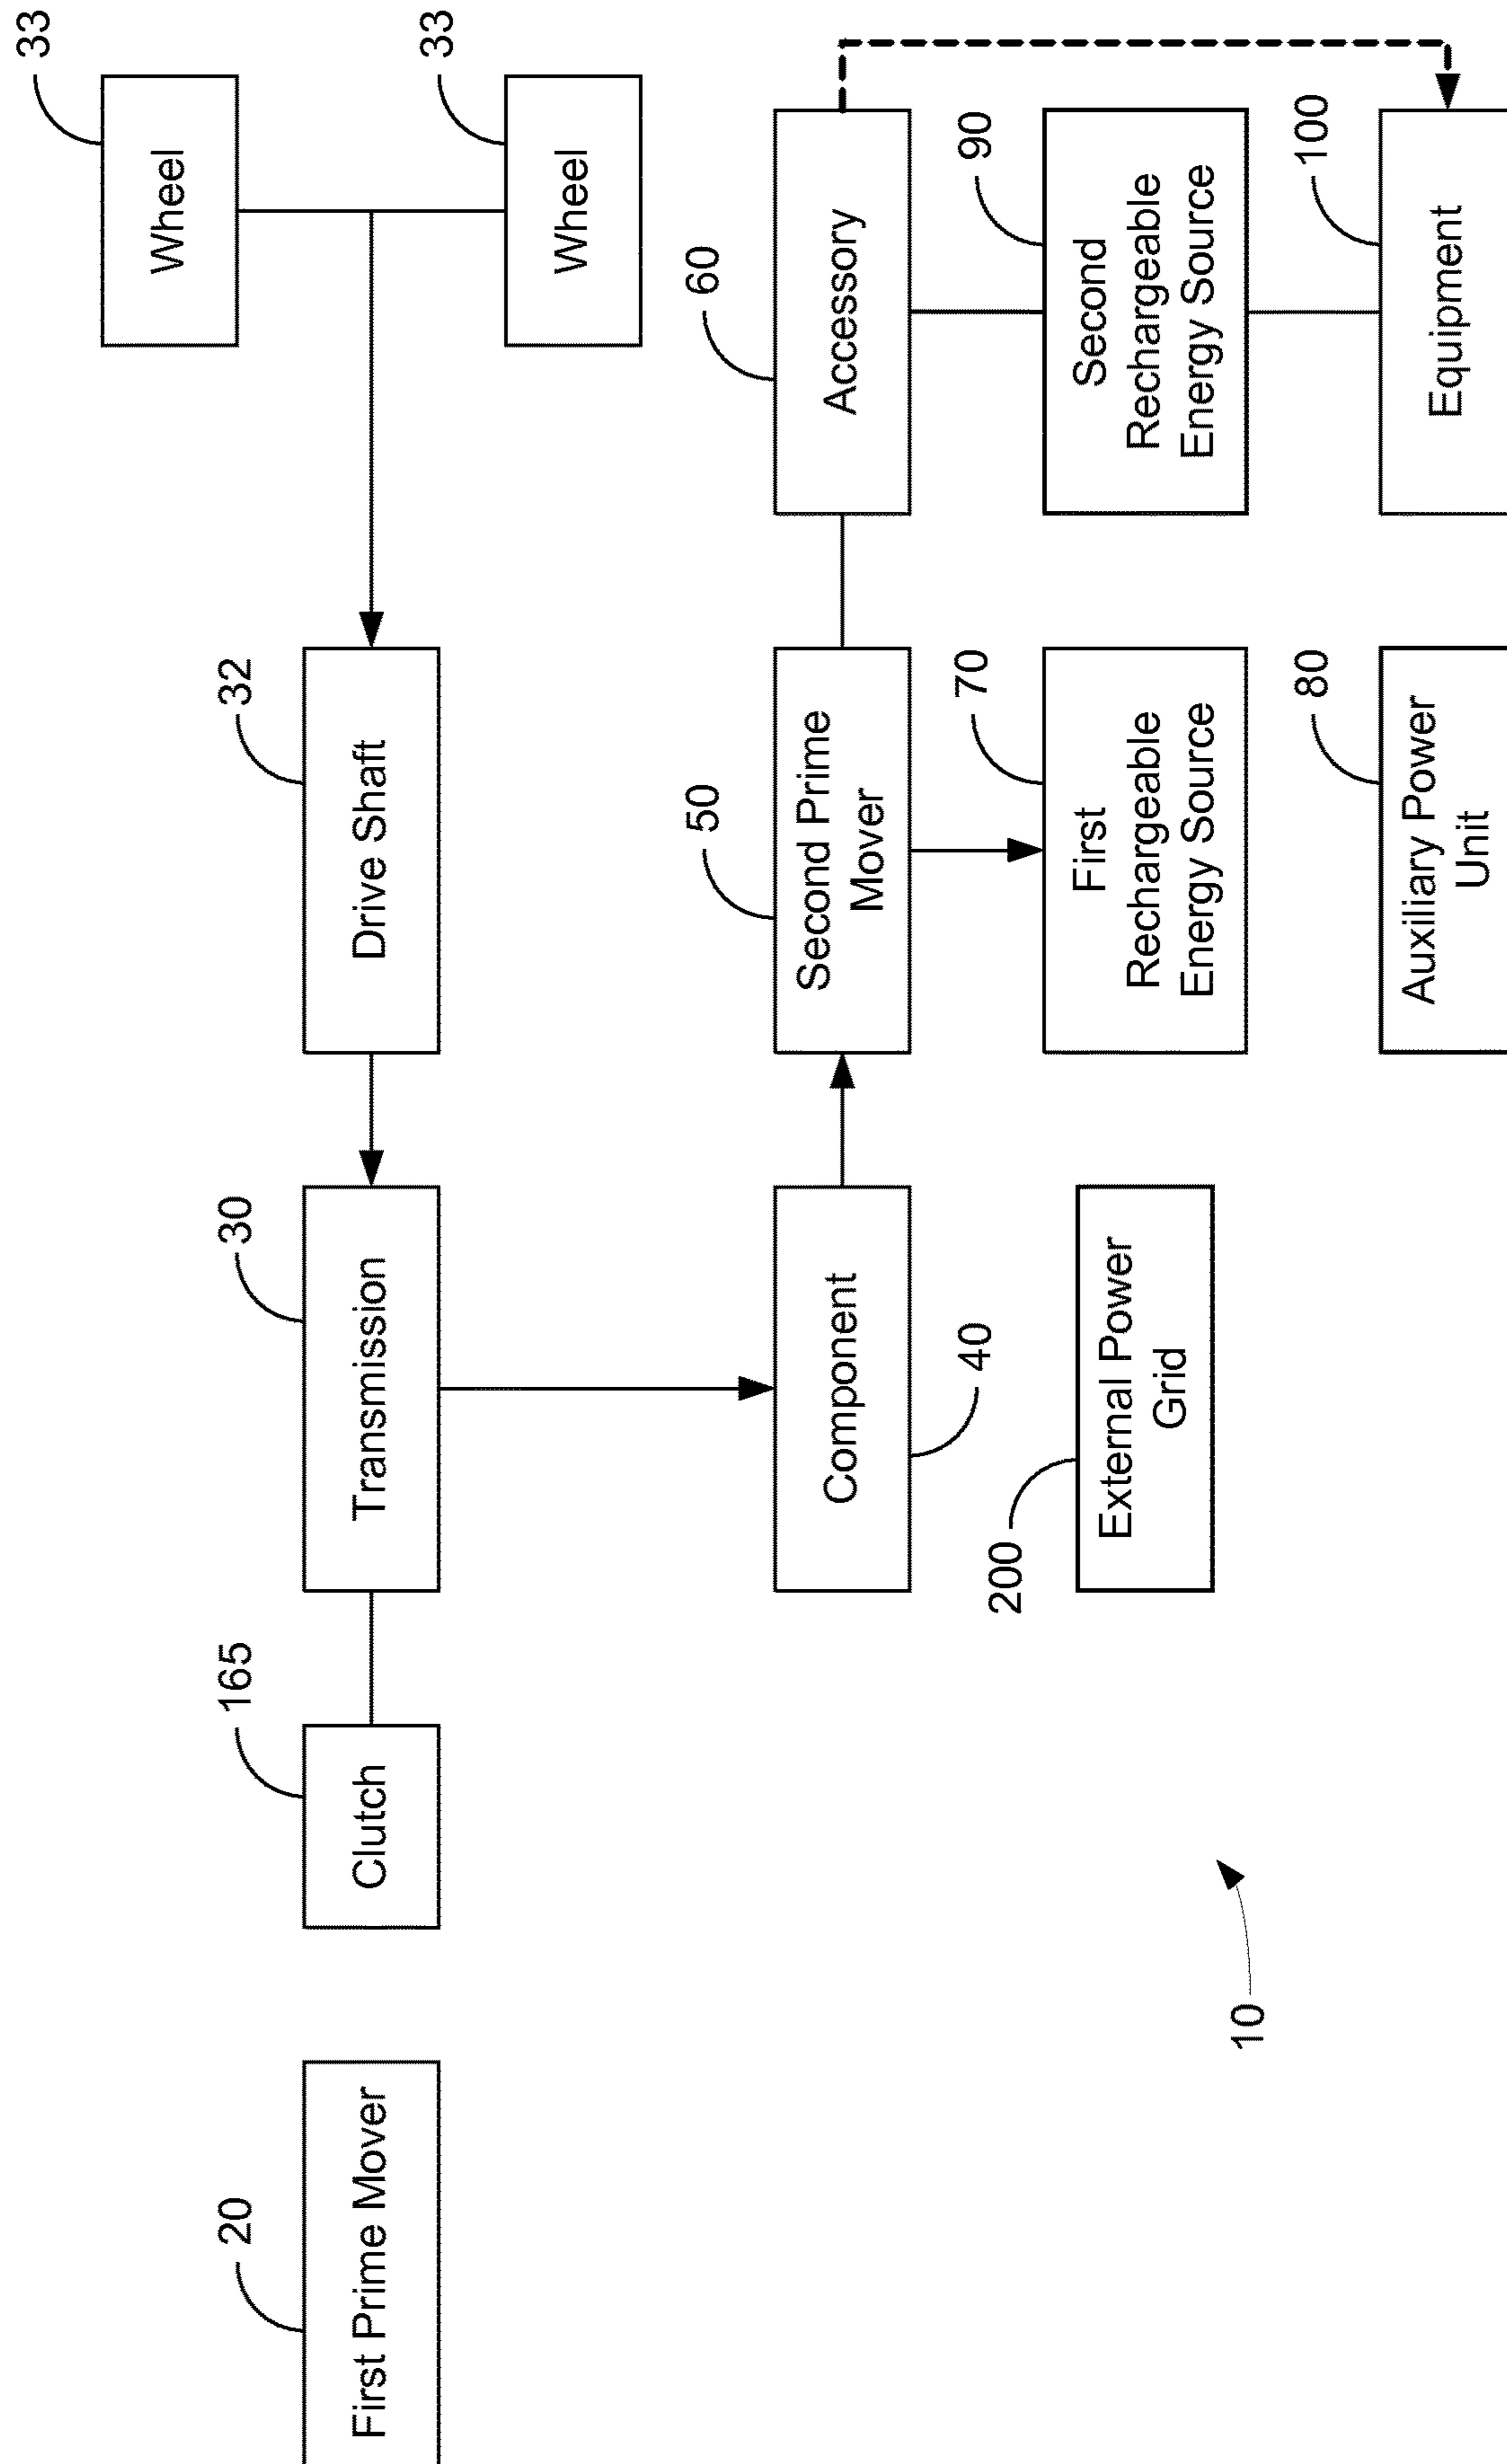 33
Wheel
33
Wheel
20
First Prime Mover
165
Clutch
30
Transmission
32
Drive Shaft
Component
40
50
Second Prime
Mover
60
Accessory
200
External Power
Grid
70
First
Rechargeable
Energy Source
90
Second
Rechargeable
Energy Source
10
80
Auxiliary Power
Unit
100
Equipment